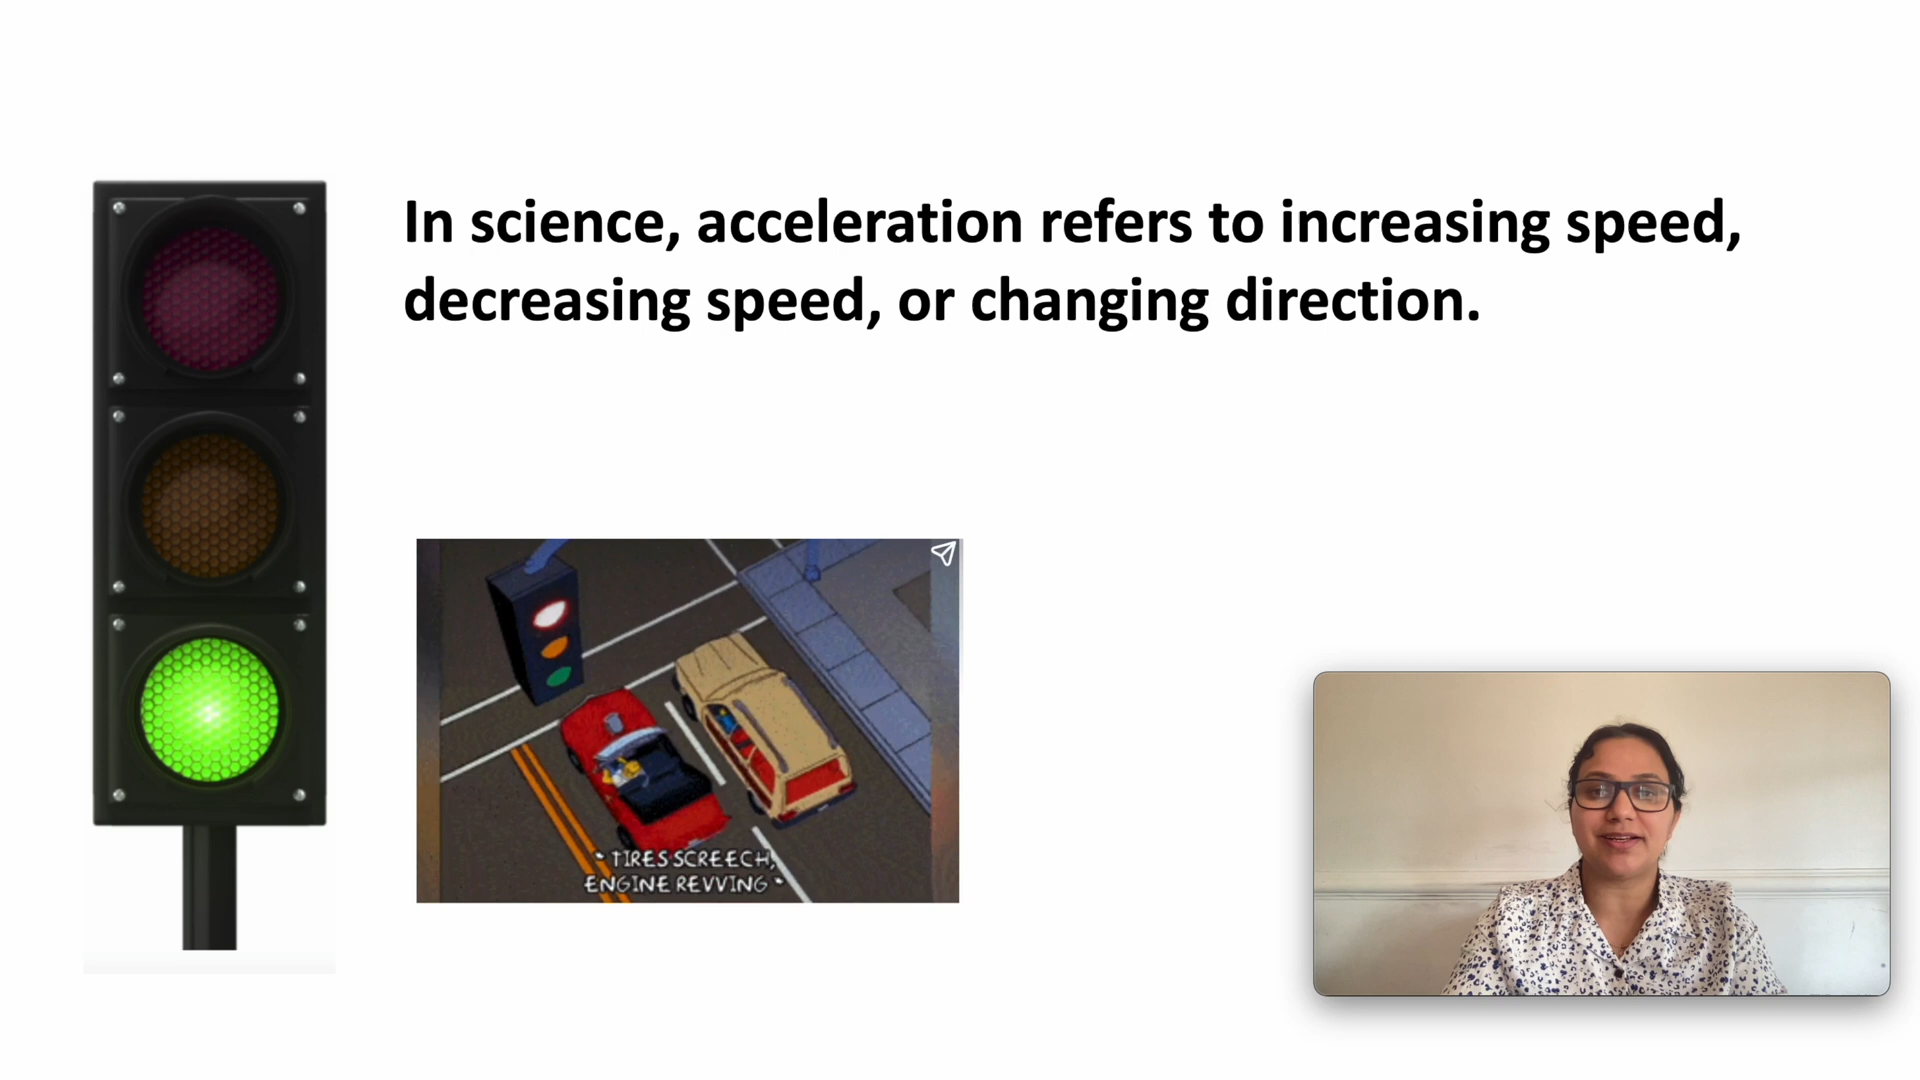 In science, acceleration refers to increasing speed,
decreasing speed, or changing direction.
* TIRES SCREECH,
ENGINE REVVING *